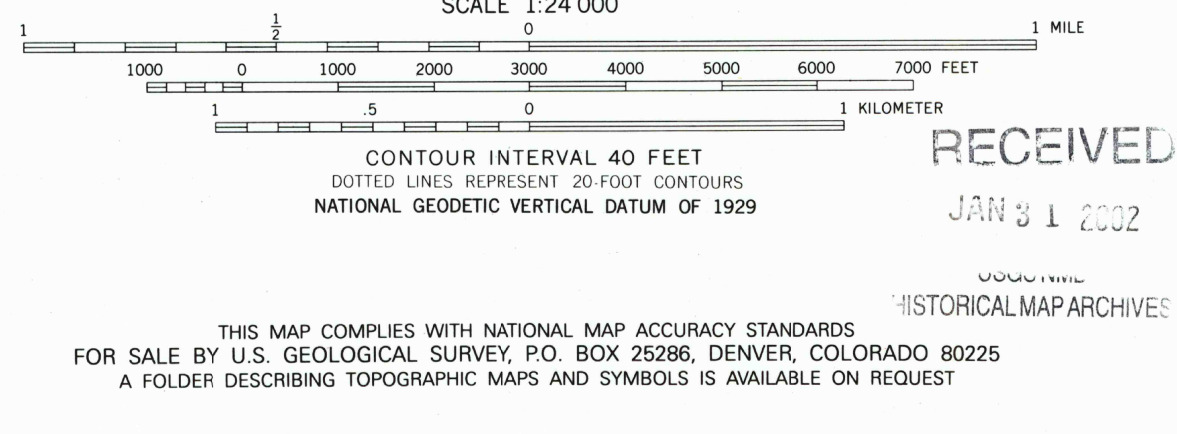 SCALE 1:24 000
1 1/2 0 1 MILE
1000 0 1000 2000 3000 4000 5000 6000 7000 FEET
1 .5 0 1 KILOMETER
CONTOUR INTERVAL 40 FEET
DOTTED LINES REPRESENT 20-FOOT CONTOURS
NATIONAL GEODETIC VERTICAL DATUM OF 1929
RECEIVED
JAN 31 2002
HISTORICAL MAP ARCHIVES
THIS MAP COMPLIES WITH NATIONAL MAP ACCURACY STANDARDS
FOR SALE BY U.S. GEOLOGICAL SURVEY, P.O. BOX 25286, DENVER, COLORADO 80225
A FOLDER DESCRIBING TOPOGRAPHIC MAPS AND SYMBOLS IS AVAILABLE ON REQUEST